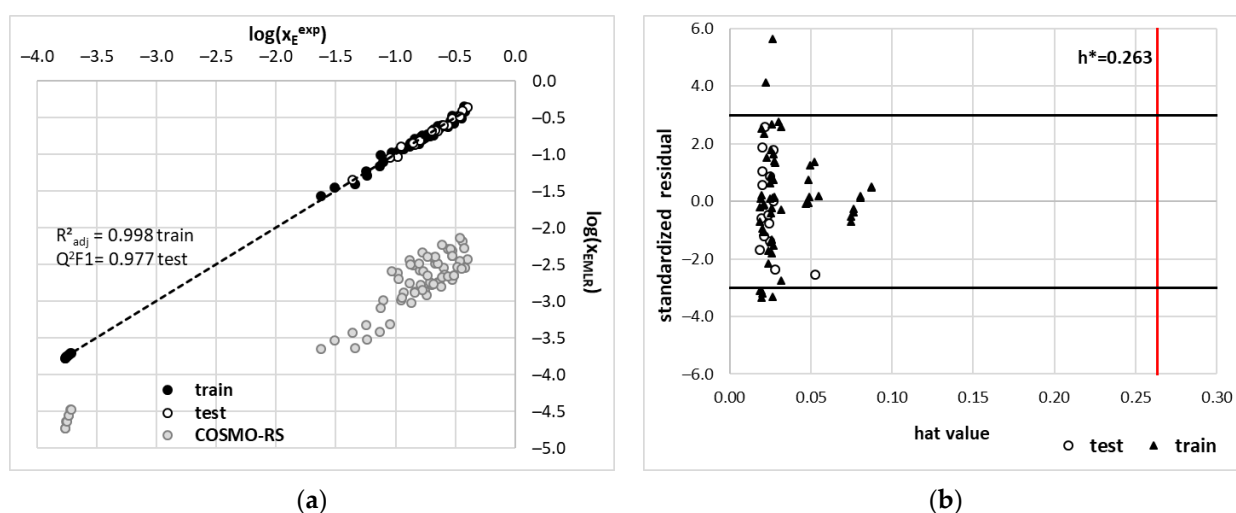 log(x_E^exp)
−4.0 −3.5 −3.0 −2.5 −2.0 −1.5 −1.0 −0.5 0.0
0.0
−0.5
−1.0
−1.5
−2.0
−2.5
−3.0
−3.5
−4.0
−4.5
−5.0
log(x_EMLR)
R²adj = 0.998 train
Q²F1= 0.977 test
train
test
COSMO-RS
(a)
6.0
4.0
2.0
0.0
−2.0
−4.0
−6.0
standardized residual
h*=0.263
0.00 0.05 0.10 0.15 0.20 0.25 0.30
hat value
test train
(b)